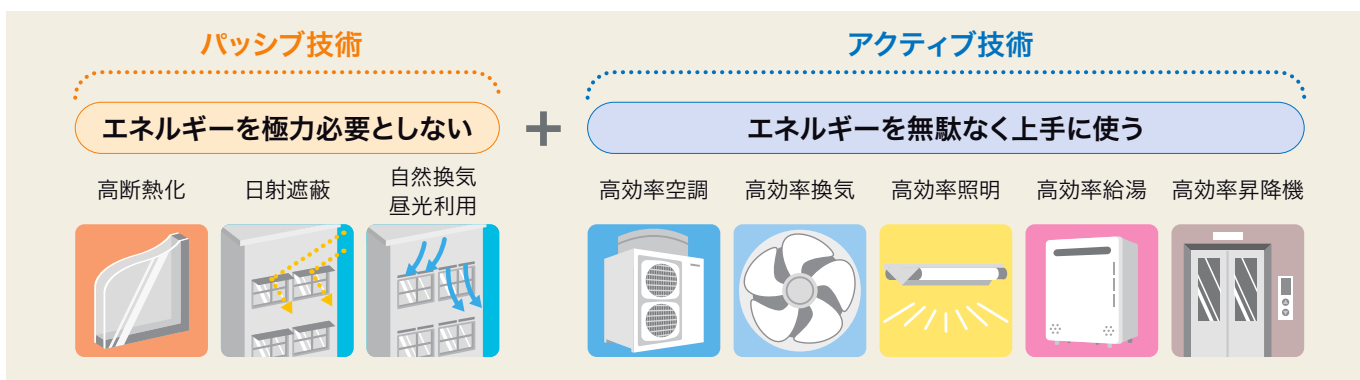 パッシブ技術
エネルギーを極力必要としない
高断熱化
日射遮蔽
自然換気
昼光利用
+
アクティブ技術
エネルギーを無駄なく上手に使う
高効率空調
高効率換気
高効率照明
高効率給湯
高効率昇降機